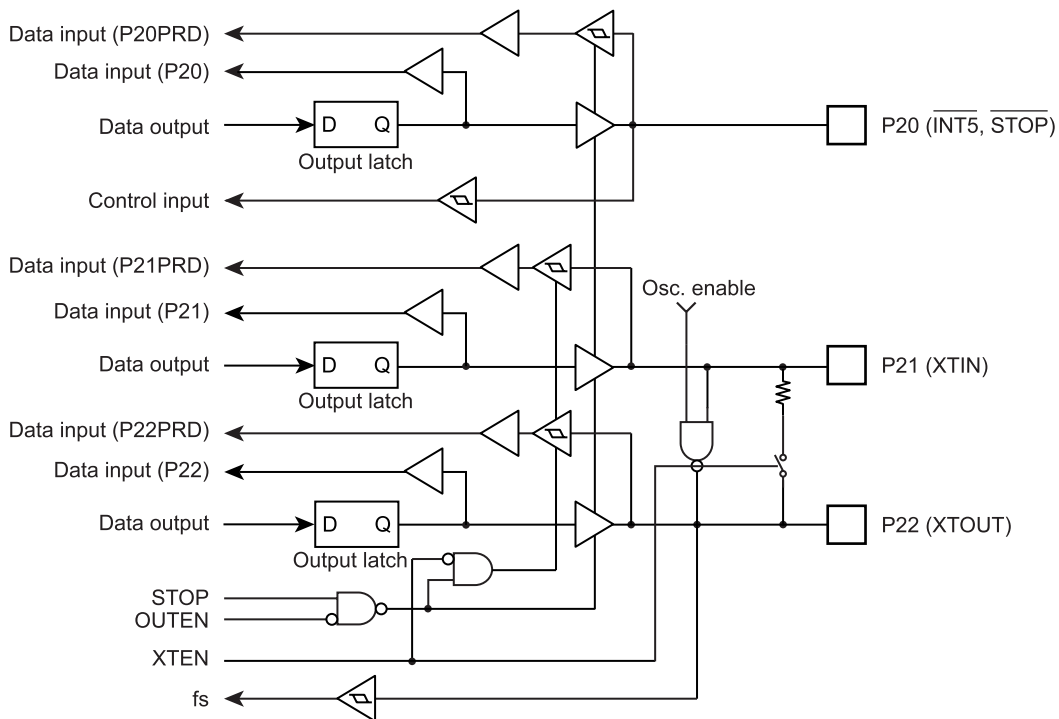 Data input (P20PRD)
Data input (P20)
Data output
D Q
Output latch
P20 (INT5, STOP)
Control input
Data input (P21PRD)
Osc. enable
Data input (P21)
Data output
D Q
Output latch
P21 (XTIN)
Data input (P22PRD)
Data input (P22)
Data output
D Q
Output latch
P22 (XTOUT)
STOP
OUTEN
XTEN
fs